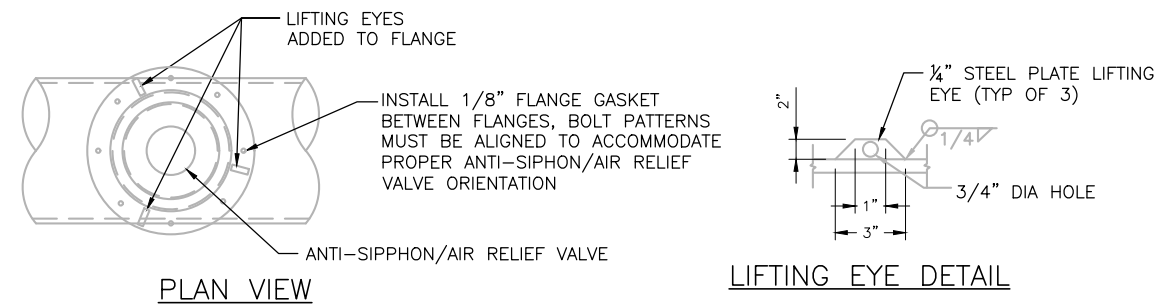 LIFTING EYES
ADDED TO FLANGE
INSTALL 1/8" FLANGE GASKET
BETWEEN FLANGES, BOLT PATTERNS
MUST BE ALIGNED TO ACCOMMODATE
PROPER ANTI-SIPHON/AIR RELIEF
VALVE ORIENTATION
ANTI-SIPPHON/AIR RELIEF VALVE
PLAN VIEW
¼" STEEL PLATE LIFTING
EYE (TYP OF 3)
2"
1/4
3/4" DIA HOLE
1"
3"
LIFTING EYE DETAIL